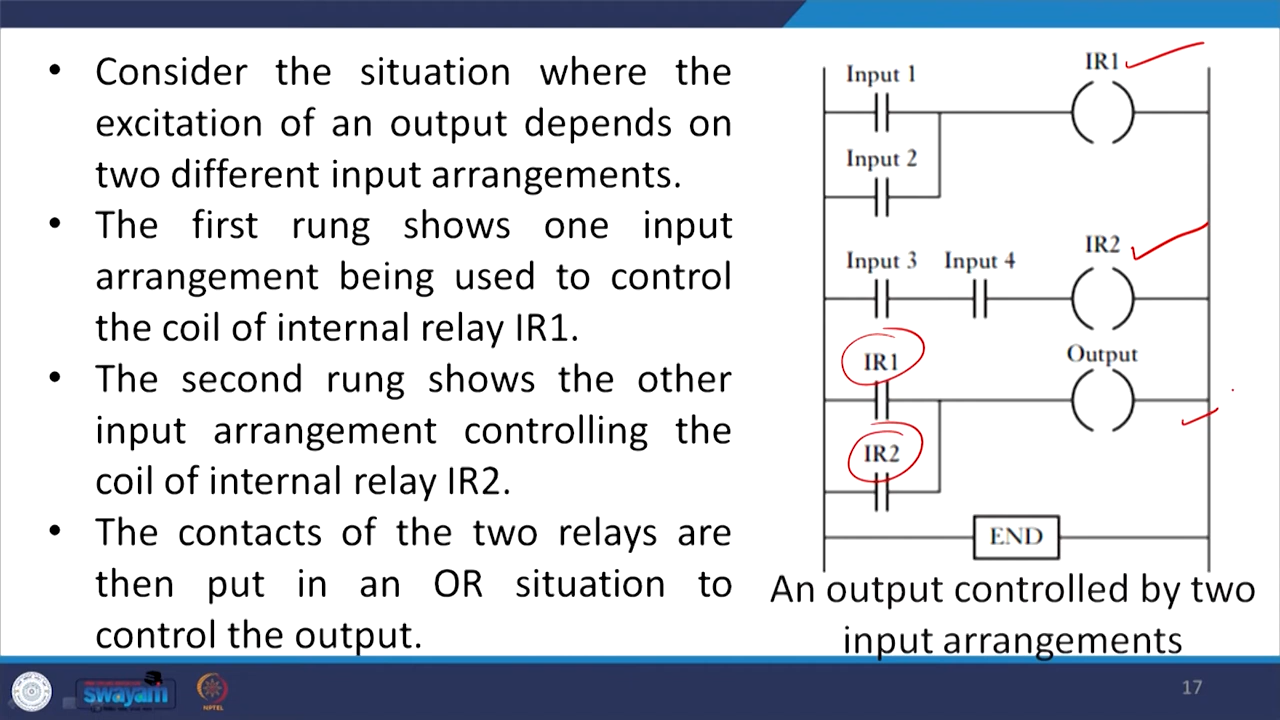 • Consider the situation where the
excitation of an output depends on
two different input arrangements.
• The first rung shows one input
arrangement being used to control
the coil of internal relay IR1.
• The second rung shows the other
input arrangement controlling the
coil of internal relay IR2.
• The contacts of the two relays are
then put in an OR situation to
control the output.
Input 1
IR1
Input 2
IR2
Input 3 Input 4
IR1
Output
IR2
END
An output controlled by two
input arrangements
swayam
NPTEL
17